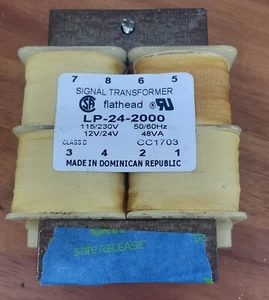 7 8 6 5
SIGNAL TRANSFORMER
flathead
LP-24-2000
115/230V 50/60Hz
12V/24V 48VA
CLASS B CC1703
3 4 2 1
MADE IN DOMINICAN REPUBLIC
safe RELEASE